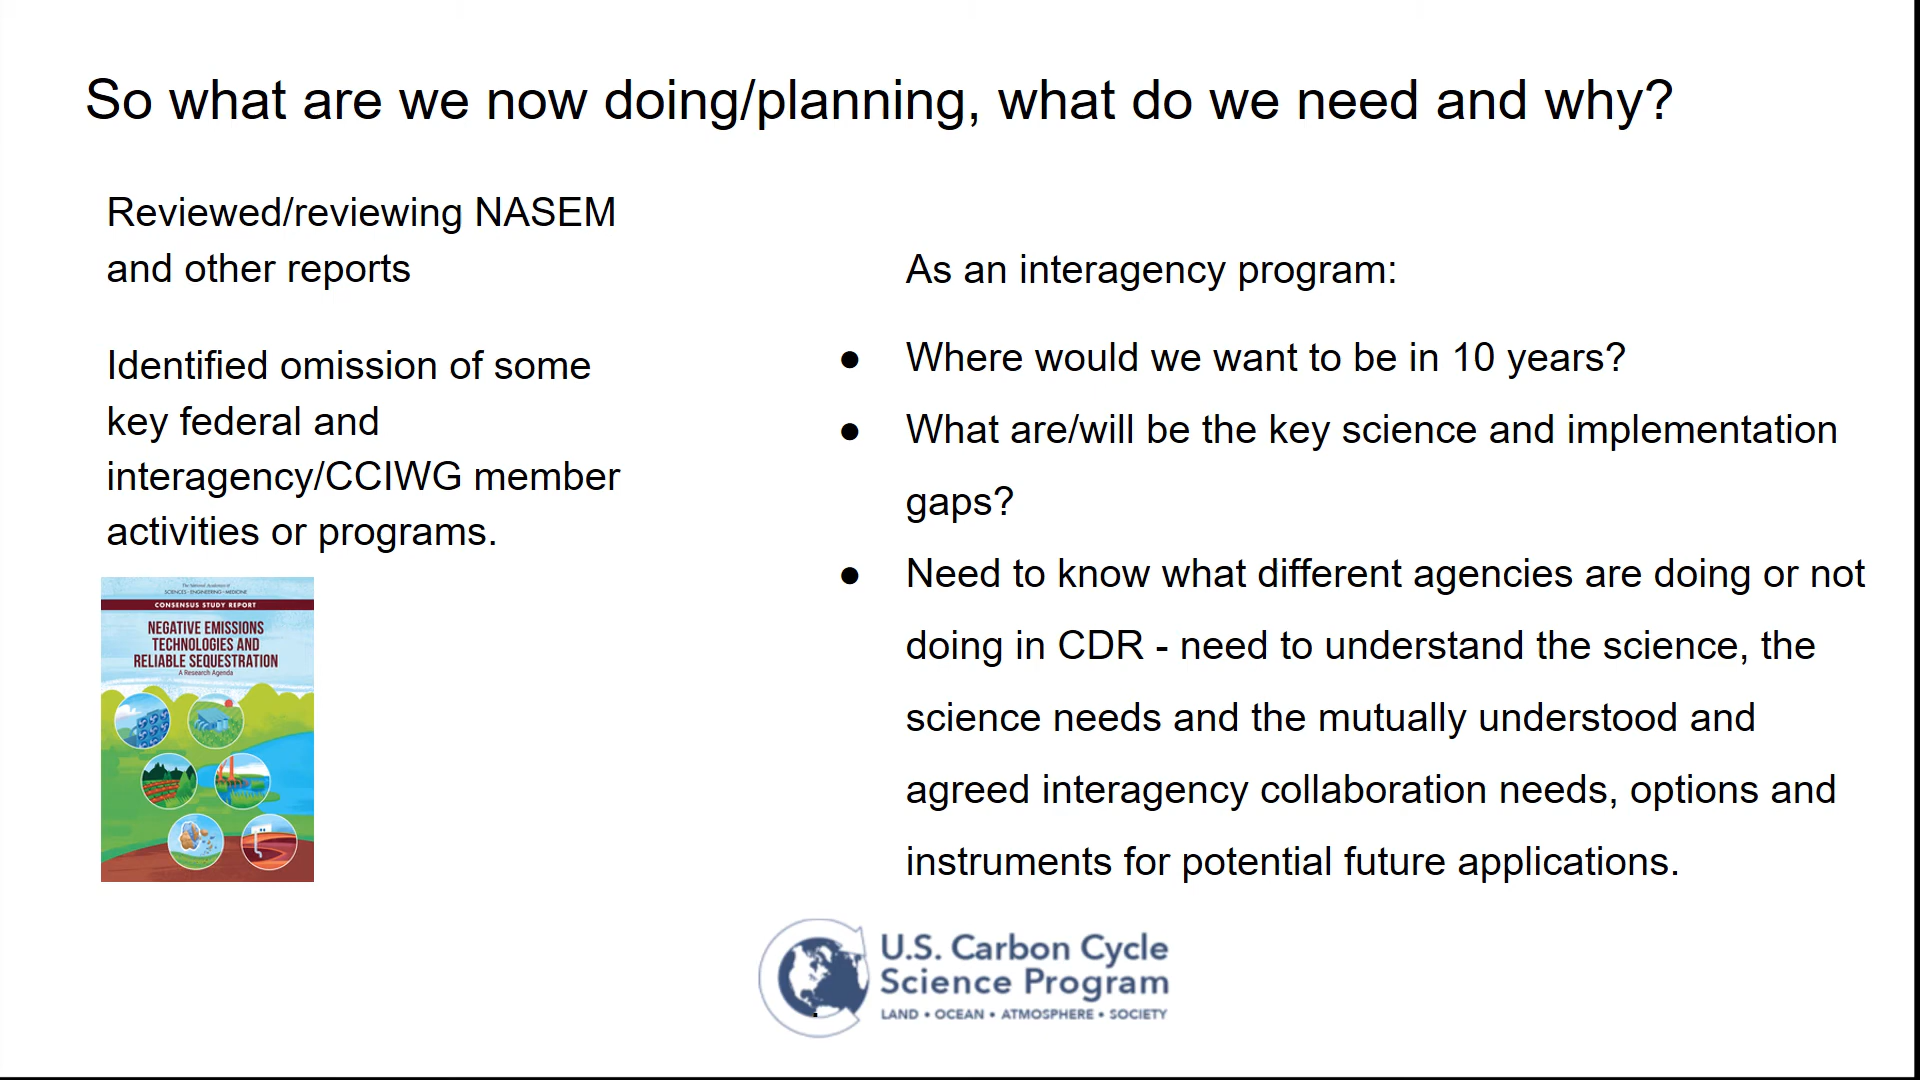 So what are we now doing/planning, what do we need and why?
Reviewed/reviewing NASEM
and other reports
Identified omission of some
key federal and
interagency/CCIWG member
activities or programs.
The National Academies of
SCIENCES • ENGINEERING • MEDICINE
CONSENSUS STUDY REPORT
NEGATIVE EMISSIONS
TECHNOLOGIES AND
RELIABLE SEQUESTRATION
A Research Agenda
As an interagency program:
● Where would we want to be in 10 years?
● What are/will be the key science and implementation
gaps?
● Need to know what different agencies are doing or not
doing in CDR - need to understand the science, the
science needs and the mutually understood and
agreed interagency collaboration needs, options and
instruments for potential future applications.
U.S. Carbon Cycle
Science Program
LAND • OCEAN • ATMOSPHERE • SOCIETY